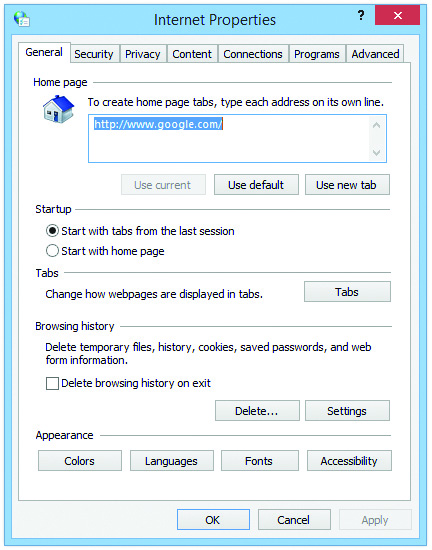 Internet Properties
? ×
General Security Privacy Content Connections Programs Advanced
Home page
To create home page tabs, type each address on its own line.
http://www.google.com/
Use current Use default Use new tab
Startup
Start with tabs from the last session
Start with home page
Tabs
Change how webpages are displayed in tabs. Tabs
Browsing history
Delete temporary files, history, cookies, saved passwords, and web
form information.
Delete browsing history on exit
Delete... Settings
Appearance
Colors Languages Fonts Accessibility
OK Cancel Apply